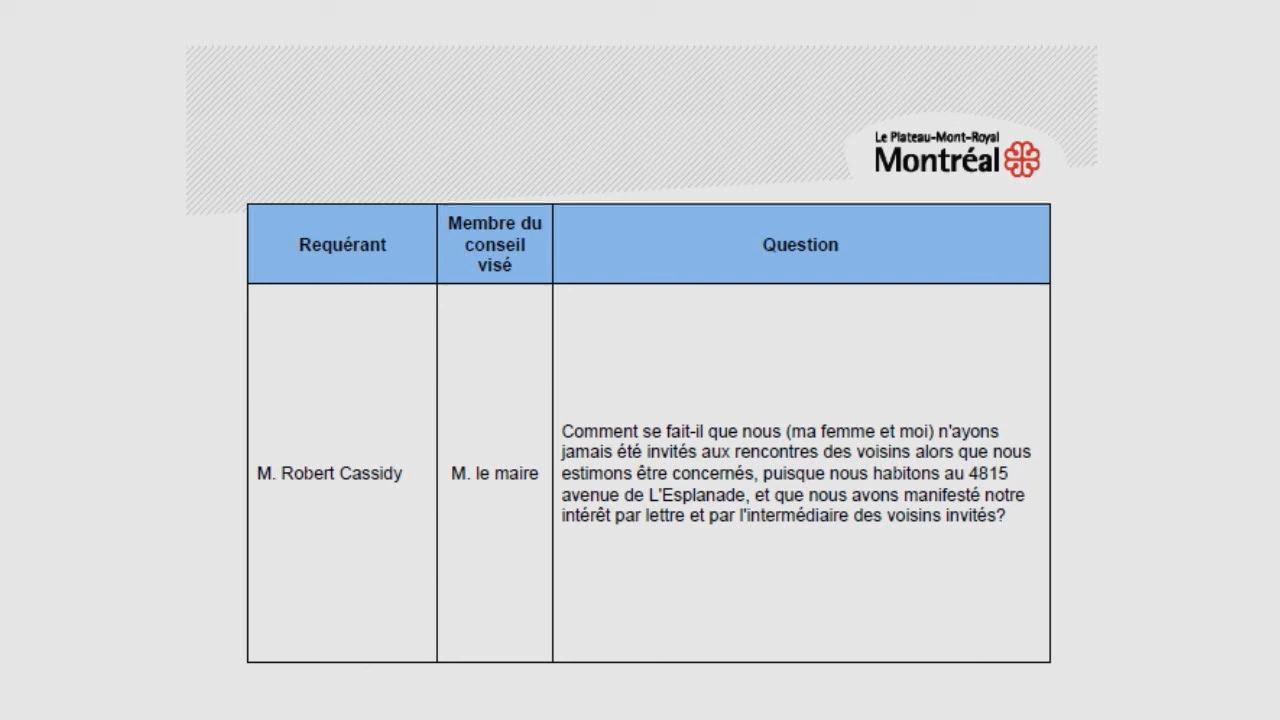 Le Plateau-Mont-Royal
Montréal
Requérant
Membre du
conseil
visé
Question
M. Robert Cassidy
M. le maire
Comment se fait-il que nous (ma femme et moi) n'ayons
jamais été invités aux rencontres des voisins alors que nous
estimons être concernés, puisque nous habitons au 4815
avenue de L'Esplanade, et que nous avons manifesté notre
intérêt par lettre et par l'intermédiaire des voisins invités?